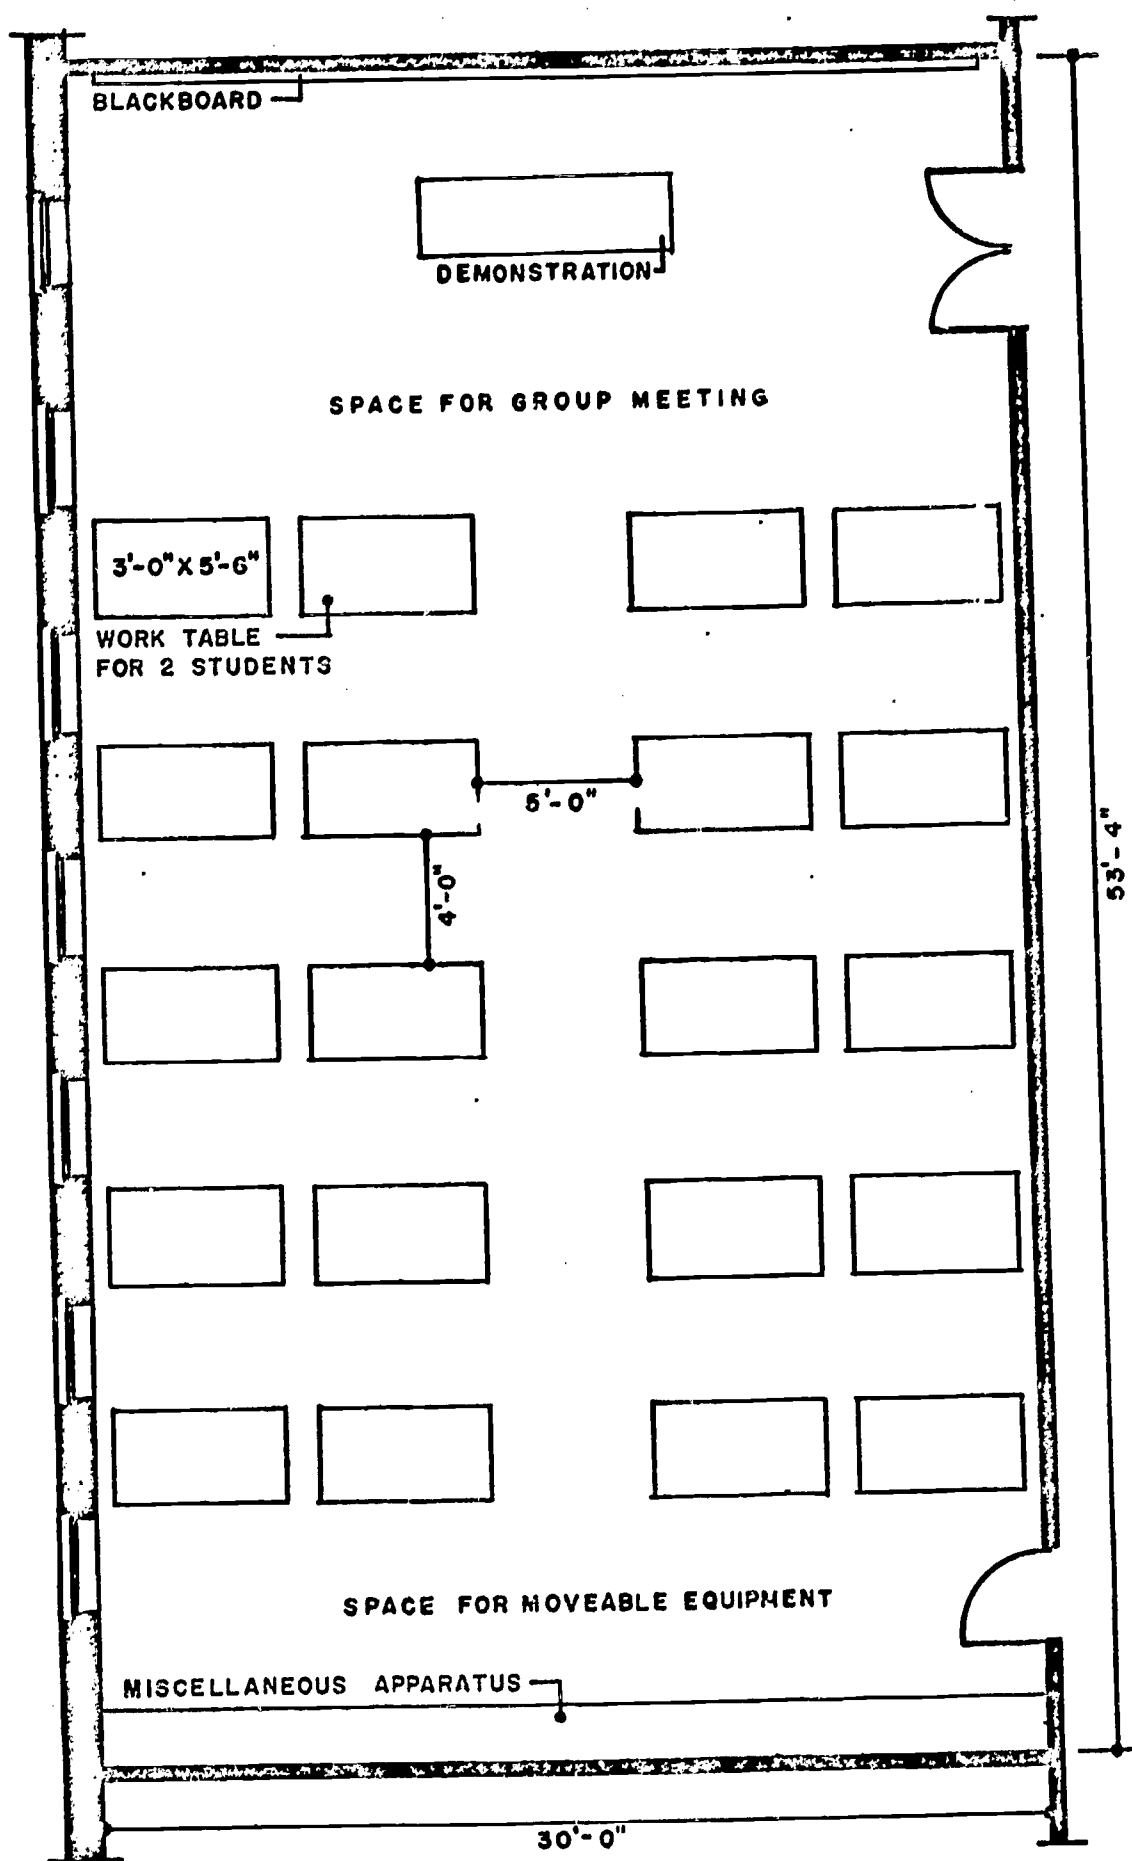 BLACKBOARD
DEMONSTRATION
SPACE FOR GROUP MEETING
3'-0" X 5'-6"
WORK TABLE
FOR 2 STUDENTS
5'-0"
4'-0"
53'-4"
SPACE FOR MOVEABLE EQUIPMENT
MISCELLANEOUS APPARATUS
30'-0"